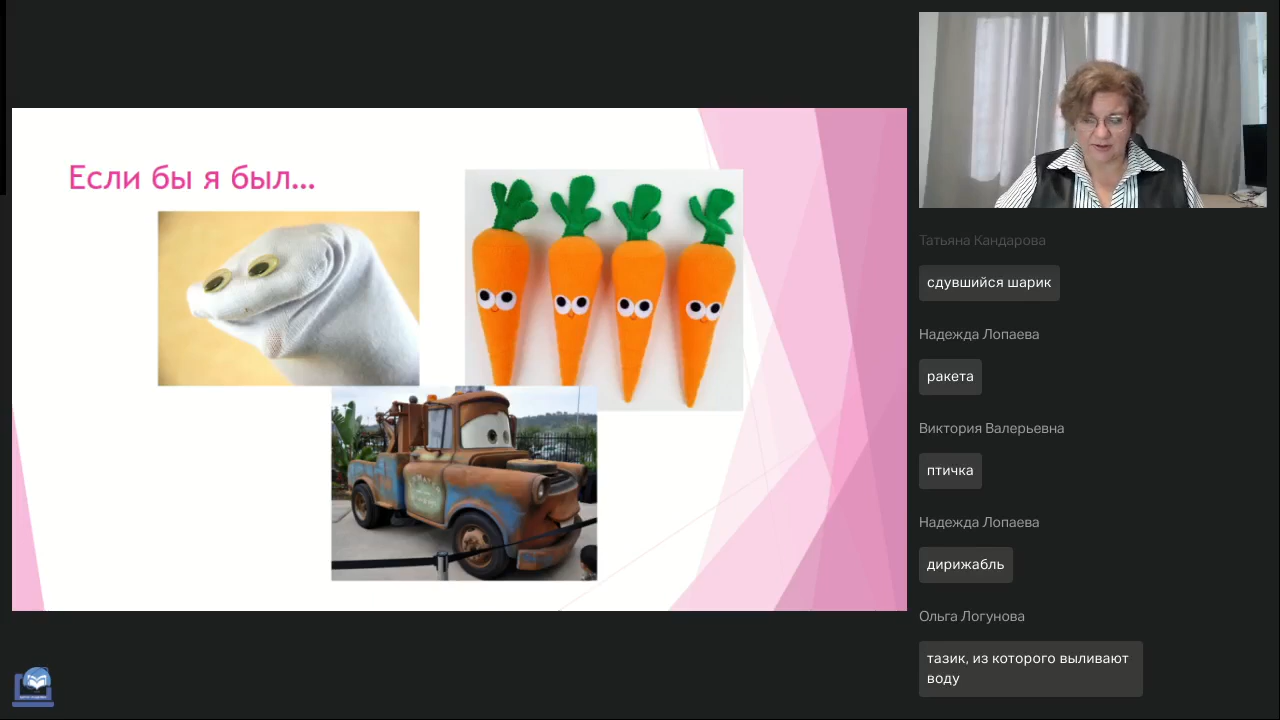 Если бы я был...
Татьяна Кандарова
сдувшийся шарик
Надежда Лопаева
ракета
Виктория Валерьевна
птичка
Надежда Лопаева
дирижабль
Ольга Логунова
тазик, из которого выливают
воду